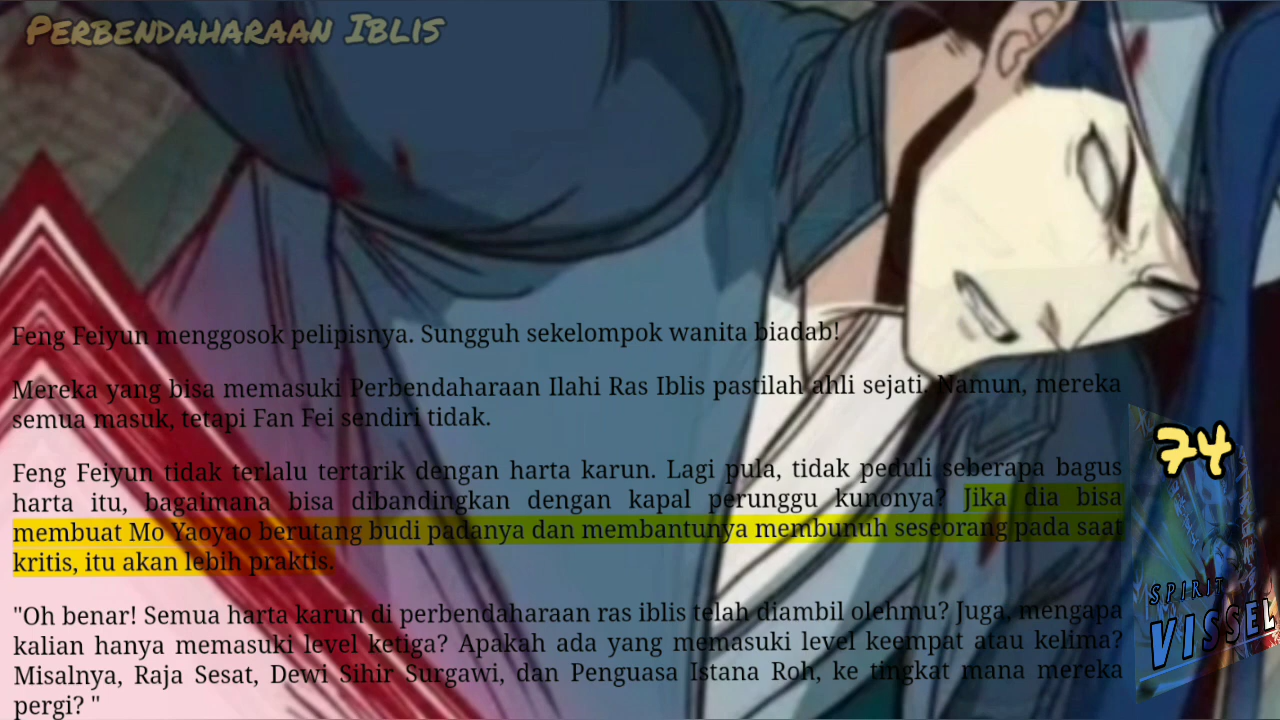 Perbendaharaan Iblis
Feng Feiyun menggosok pelipisnya. Sungguh sekelompok wanita biadab!
Mereka yang bisa memasuki Perbendaharaan Ilahi Ras Iblis pastilah ahli sejati. Namun, mereka
semua masuk, tetapi Fan Fei sendiri tidak.
Feng Feiyun tidak terlalu tertarik dengan harta karun. Lagi pula, tidak peduli seberapa bagus
harta itu, bagaimana bisa dibandingkan dengan kapal perunggu kunonya? Jika dia bisa
membuat Mo Yaoyao berutang budi padanya dan membantunya membunuh seseorang pada saat
kritis, itu akan lebih praktis.
"Oh benar! Semua harta karun di perbendaharaan ras iblis telah diambil olehmu? Juga, mengapa
kalian hanya memasuki level ketiga? Apakah ada yang memasuki level keempat atau kelima?
Misalnya, Raja Sesat, Dewi Sihir Surgawi, dan Penguasa Istana Roh, ke tingkat mana mereka
pergi? "
74
SPIRIT
VISSEL